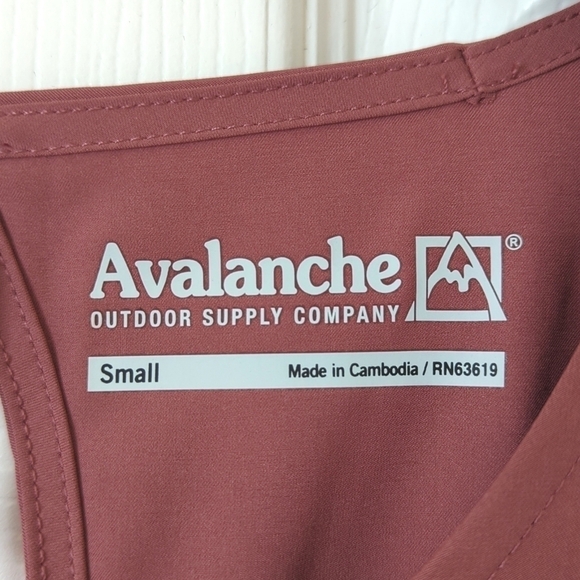 Avalanche ®
OUTDOOR SUPPLY COMPANY
Small Made in Cambodia / RN63619